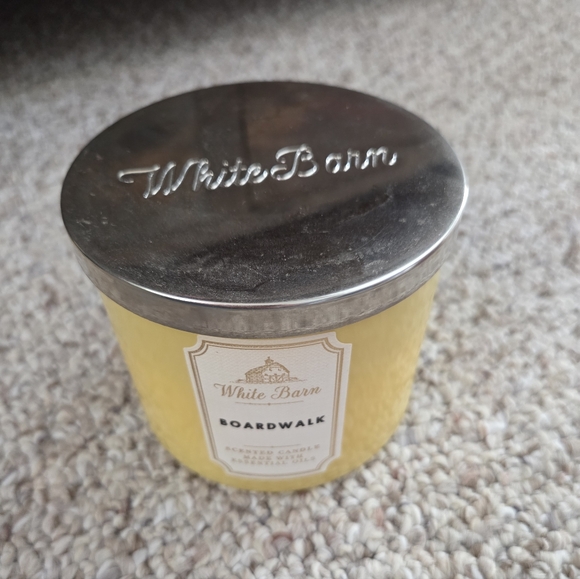 White Barn
White Barn
BOARDWALK
SCENTED CANDLE
MADE WITH
ESSENTIAL OILS